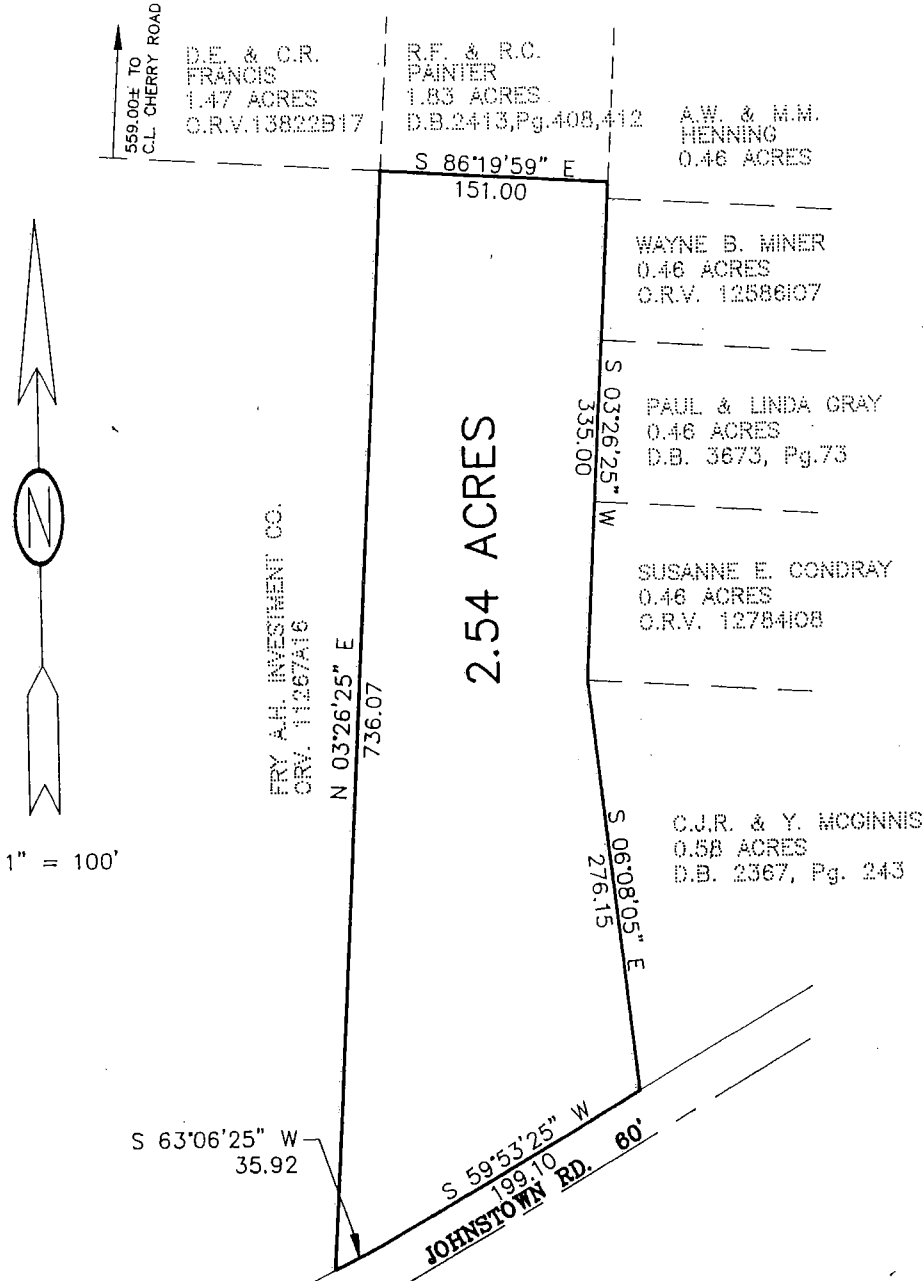 559.00± TO
C.L. CHERRY ROAD
D.E. & C.R.
FRANCIS
1.47 ACRES
O.R.V.13822B17
R.F. & R.C.
PAINTER
1.83 ACRES
D.B.2413,Pg.408,412
A.W. & M.M.
HENNING
0.46 ACRES
S 86°19'59" E
151.00
WAYNE B. MINER
0.46 ACRES
O.R.V. 12586I07
S 03°26'25" W
335.00
PAUL & LINDA GRAY
0.46 ACRES
D.B. 3673, Pg.73
2.54 ACRES
N
SUSANNE E. CONDRAY
0.46 ACRES
O.R.V. 12784I08
FRY A.H. INVESTMENT CO.
ORV. 11267A16
N 03°26'25" E
736.07
1" = 100'
S 06°08'05" E
276.15
C.J.R. & Y. MCGINNIS
0.58 ACRES
D.B. 2367, Pg. 243
S 63°06'25" W
35.92
S 59°53'25" W
199.10
JOHNSTOWN RD. 60'